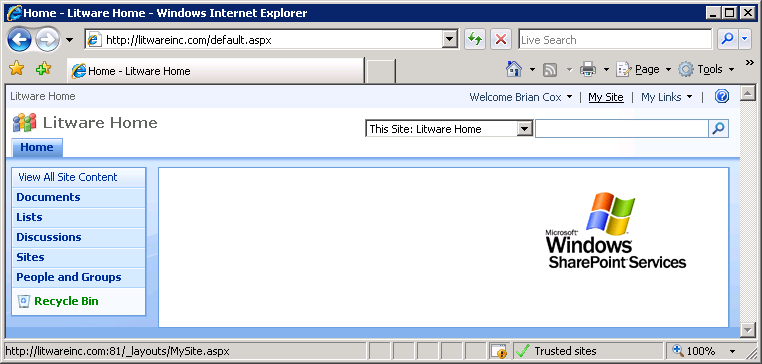 Home - Litware Home - Windows Internet Explorer
http://litwareinc.com/default.aspx
Live Search
Home - Litware Home
Page
Tools
Litware Home
Welcome Brian Cox
My Site
My Links
Litware Home
This Site: Litware Home
Home
View All Site Content
Documents
Lists
Discussions
Sites
People and Groups
Recycle Bin
Microsoft
Windows
SharePoint Services
http://litwareinc.com:81/_layouts/MySite.aspx
Trusted sites
100%